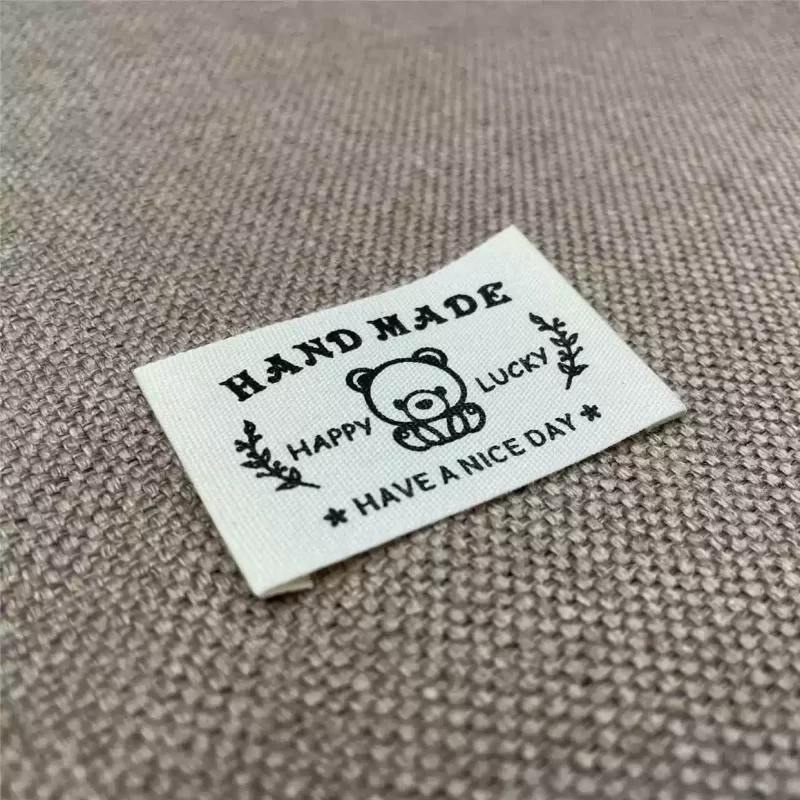 HAND MADE
HAPPY LUCKY
* HAVE A NICE DAY *